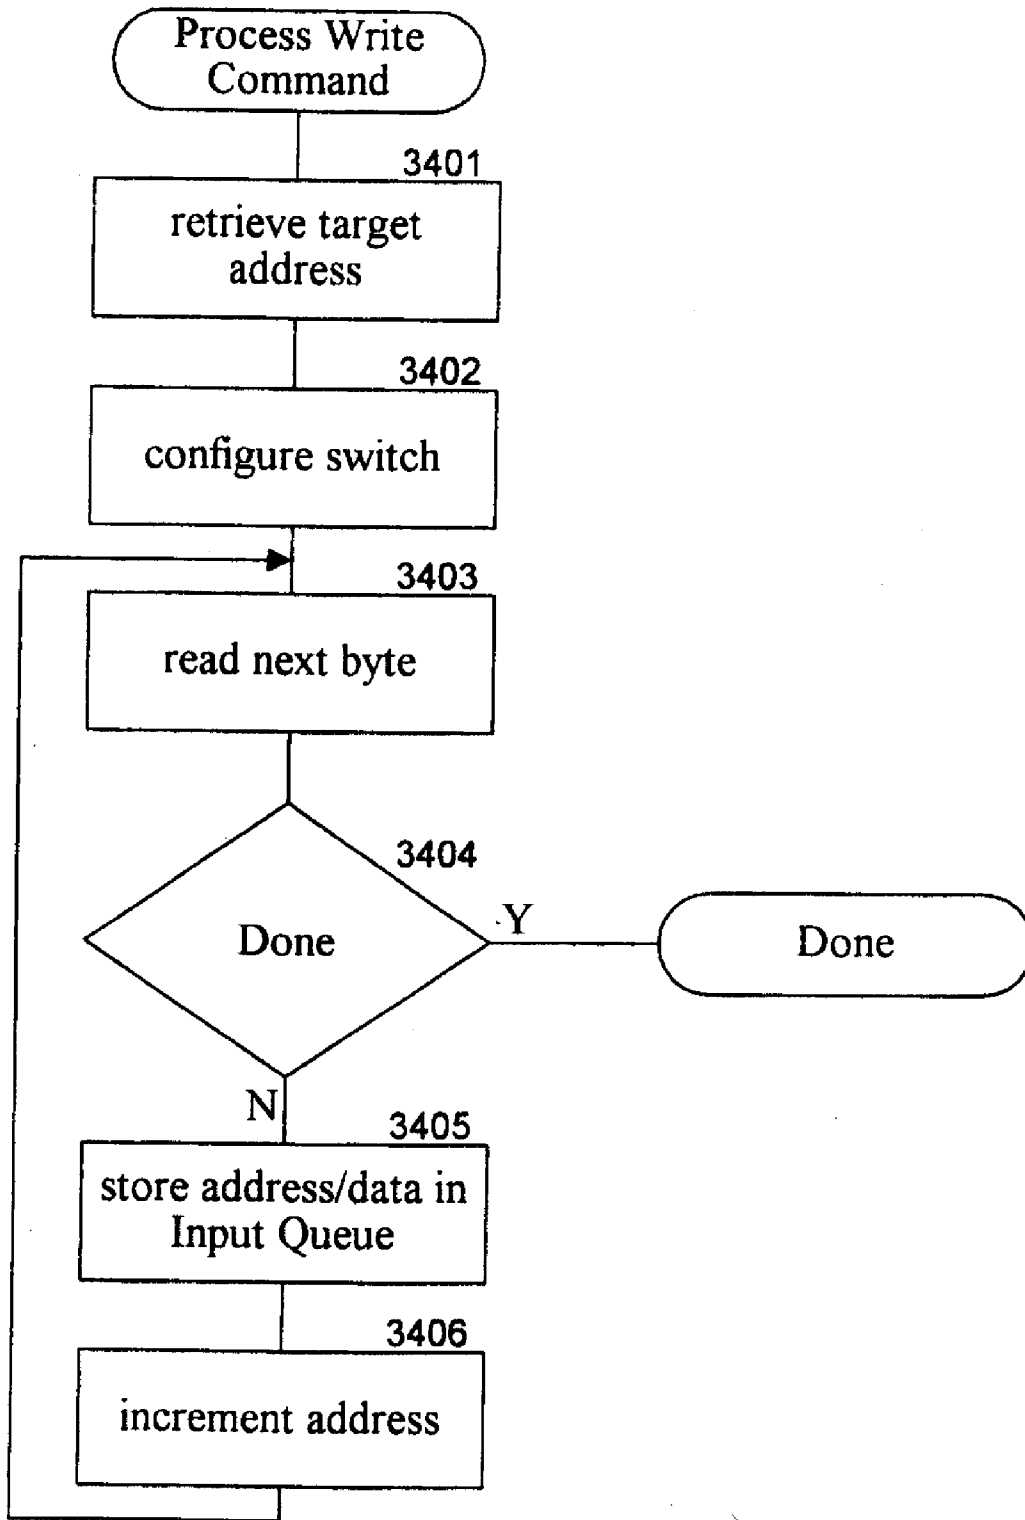 Process Write
Command
3401
retrieve target
address
3402
configure switch
3403
read next byte
3404
Done
Y
Done
N
3405
store address/data in
Input Queue
3406
increment address